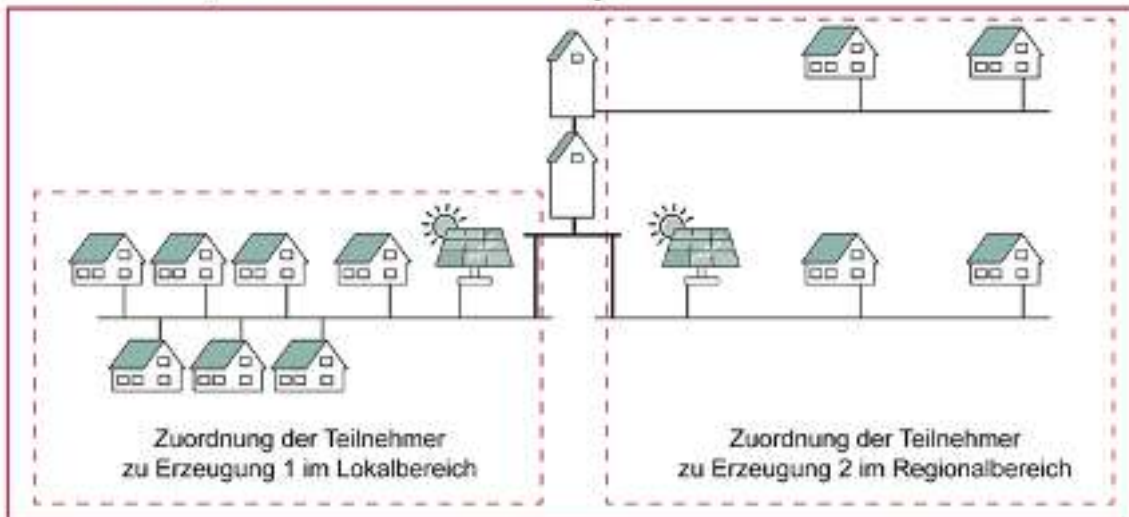 Zuordnung der Teilnehmer
zu Erzeugung 1 im Lokalbereich
Zuordnung der Teilnehmer
zu Erzeugung 2 im Regionalbereich